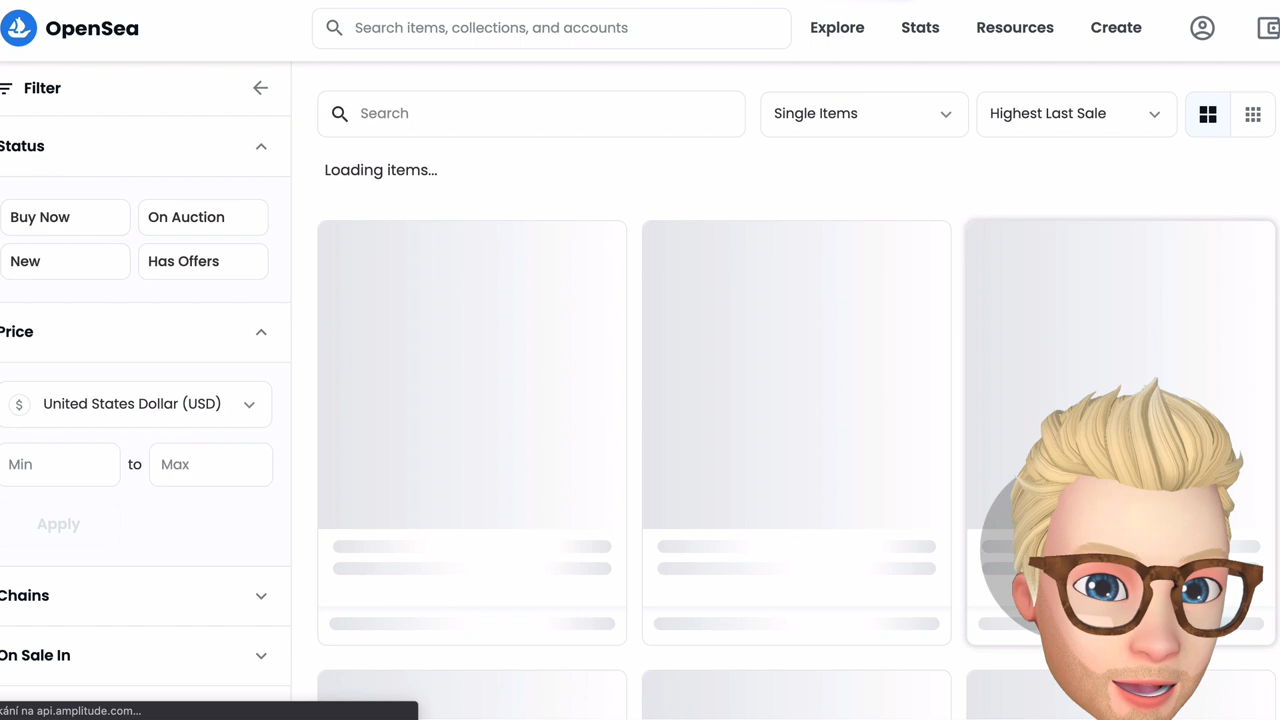 OpenSea
Search items, collections, and accounts
Explore
Stats
Resources
Create
Filter
Search
Single Items
Highest Last Sale
Status
Loading items...
Buy Now
On Auction
New
Has Offers
Price
$
United States Dollar (USD)
Min
to
Max
Apply
Chains
On Sale In
kání na api.amplitude.com...